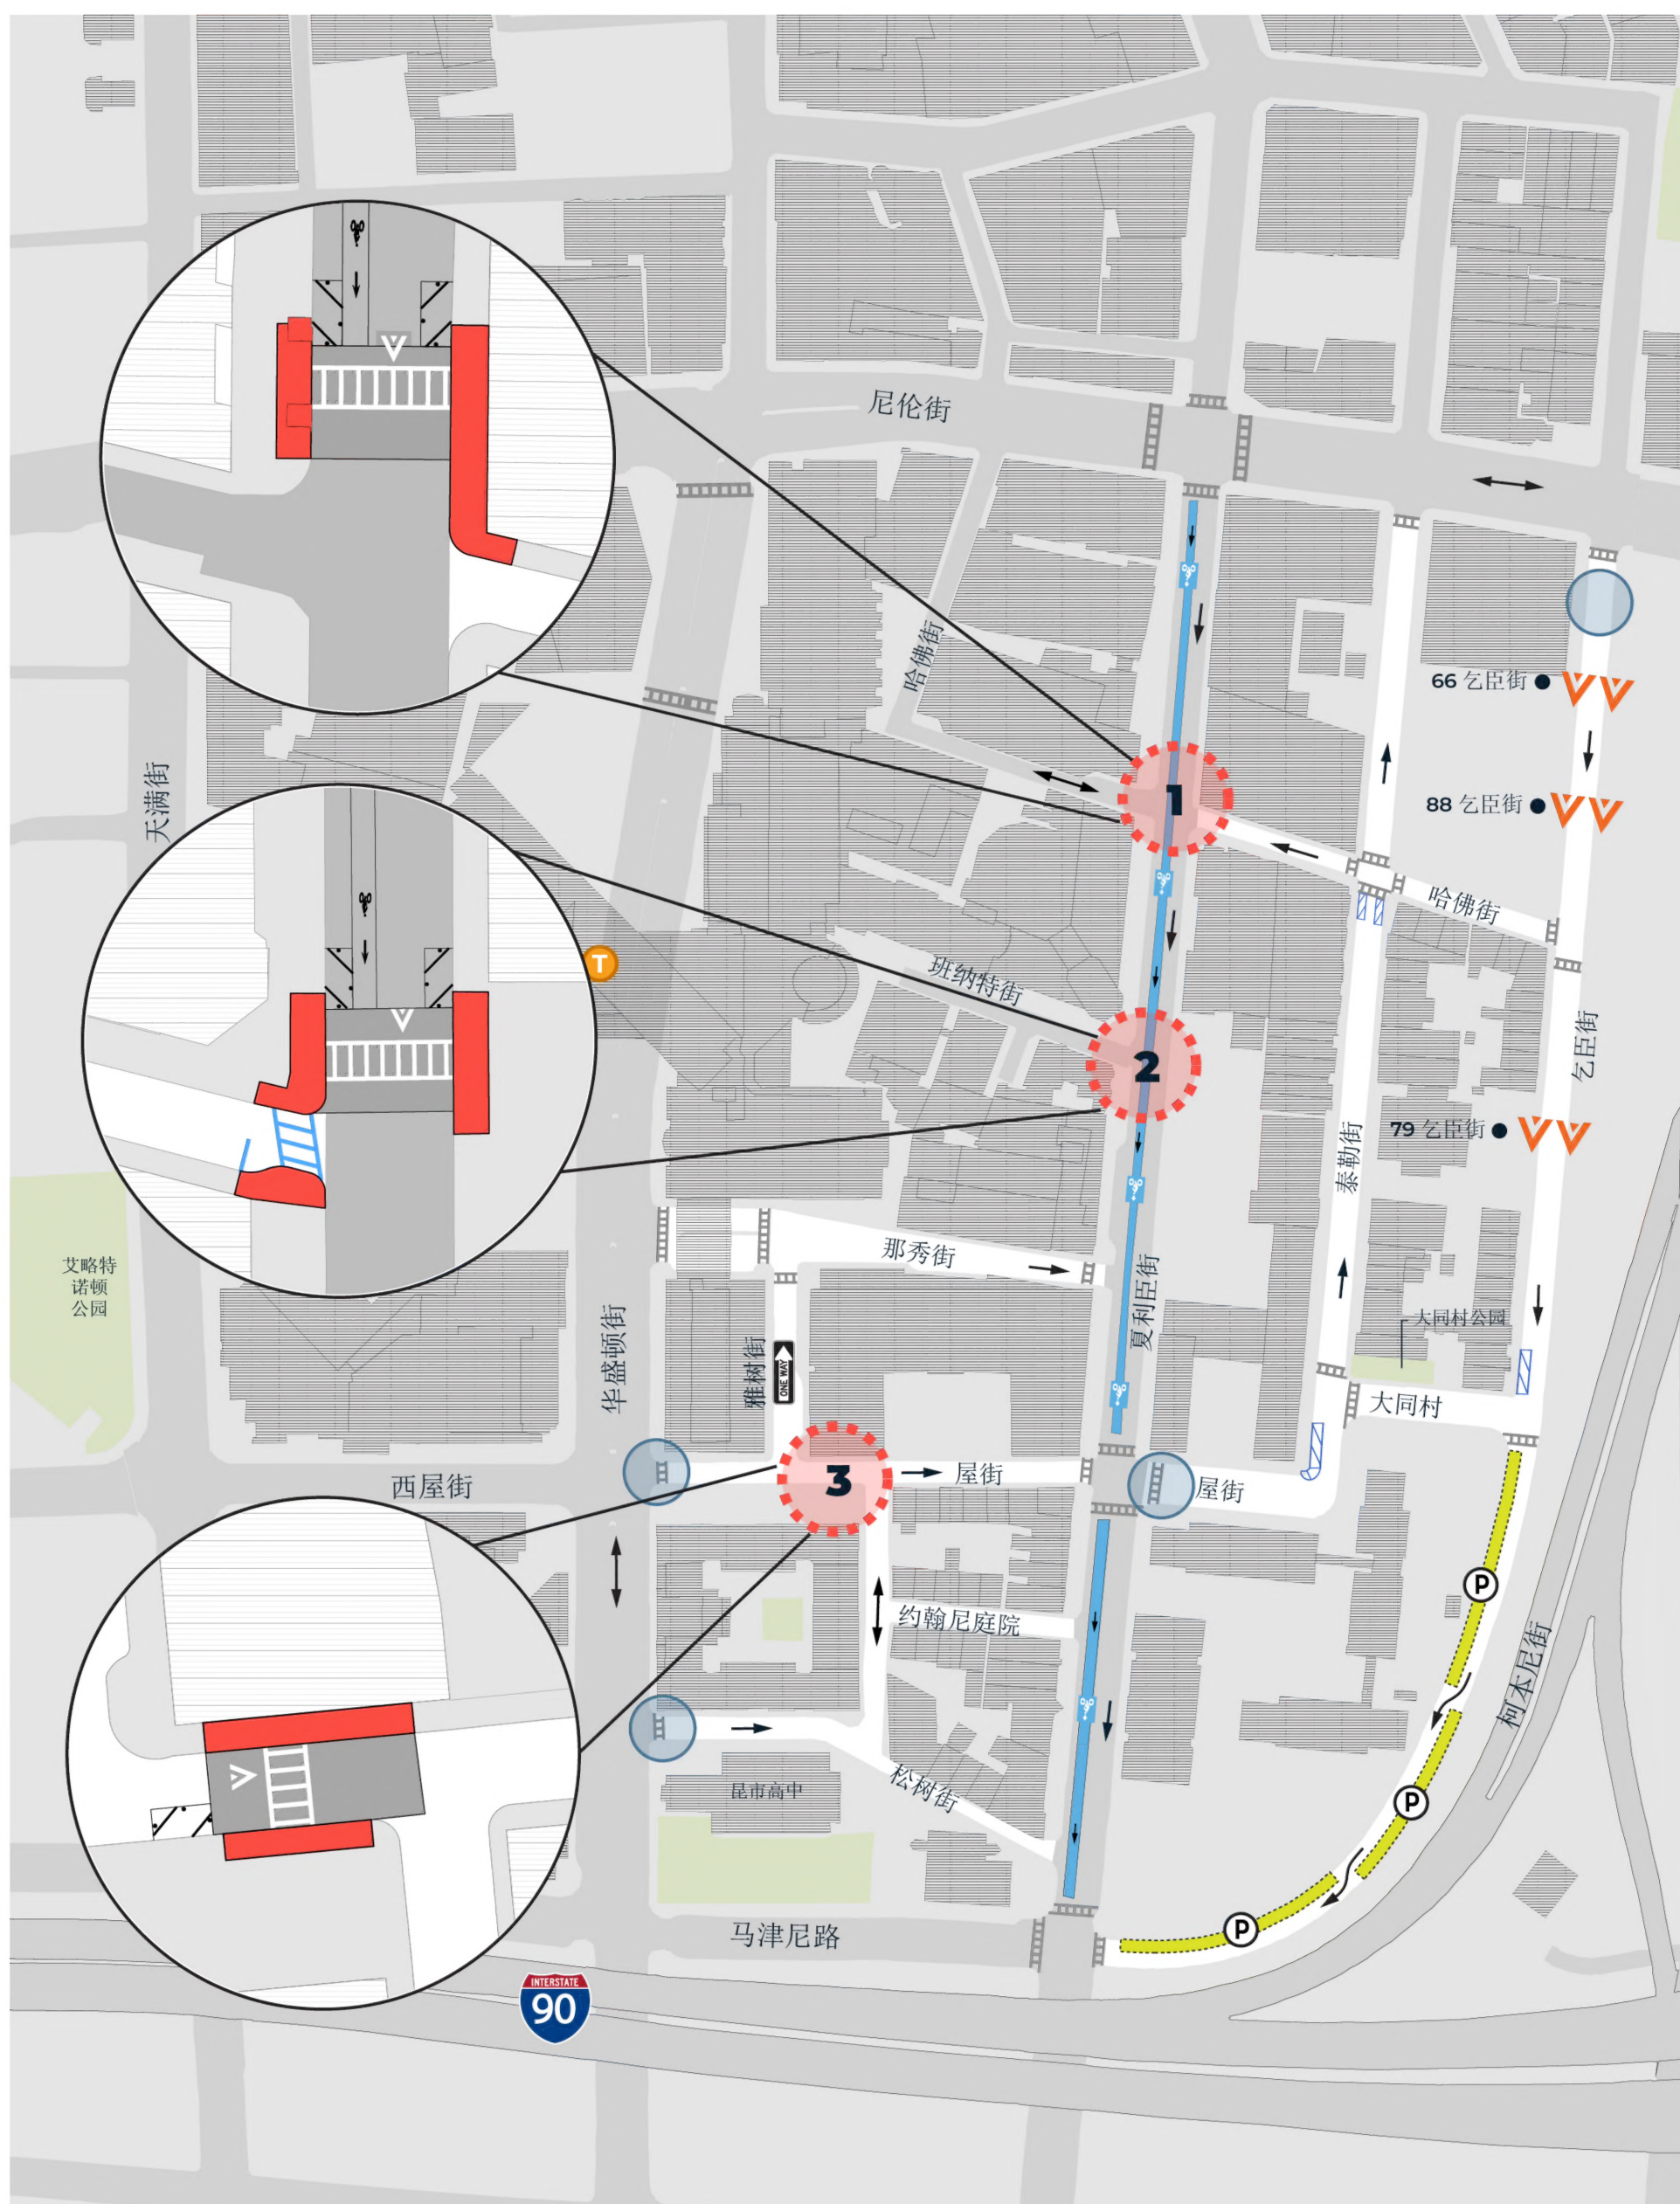 尼伦街
哈佛街
66 乞臣街
天满街
1
88 乞臣街
哈佛街
T
班纳特街
乞臣街
2
79 乞臣街
泰勒街
艾略特
诺顿
公园
那秀街
夏利臣街
大同村公园
华盛顿街
雅树街
ONE WAY
大同村
西屋街
3
屋街
屋街
P
约翰尼庭院
柯本尼街
昆市高中
松树街
P
P
马津尼路
INTERSTATE
90